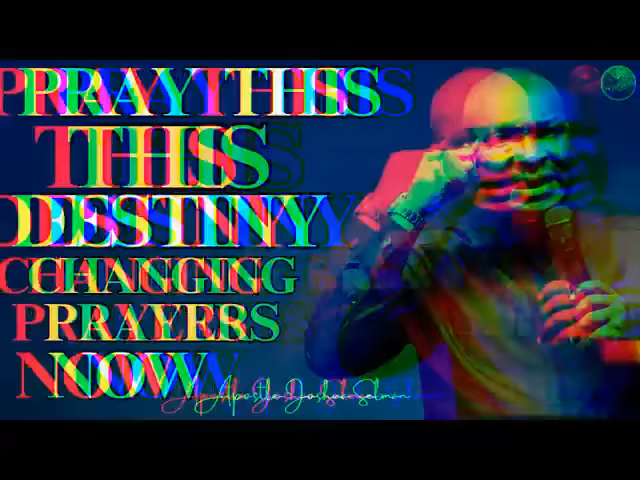 PRAY THIS
THIS
DESTINY
CHANGING
PRAYERS
NOW
Apostle Joshua Selman